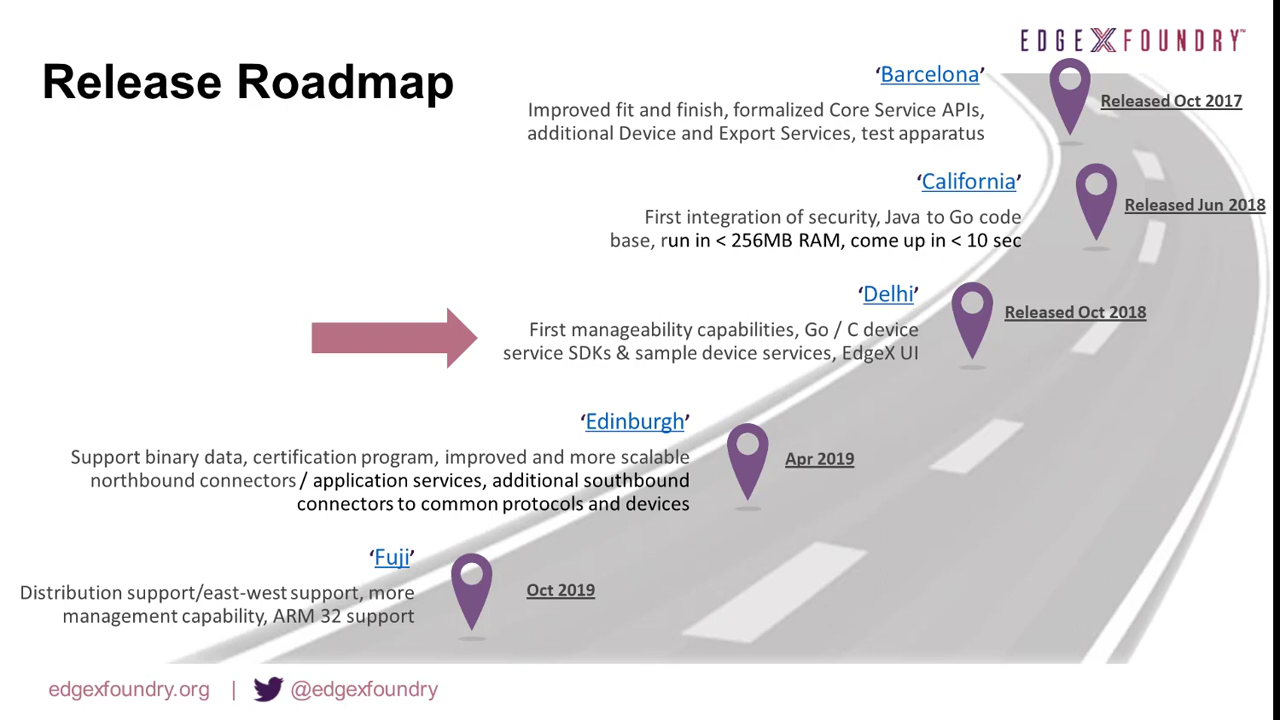 EDGE X FOUNDRY™
Release Roadmap
‘Barcelona’
Improved fit and finish, formalized Core Service APIs,
additional Device and Export Services, test apparatus
Released Oct 2017
‘California’
First integration of security, Java to Go code
base, run in < 256MB RAM, come up in < 10 sec
Released Jun 2018
‘Delhi’
First manageability capabilities, Go / C device
service SDKs & sample device services, EdgeX UI
Released Oct 2018
‘Edinburgh’
Support binary data, certification program, improved and more scalable
northbound connectors / application services, additional southbound
connectors to common protocols and devices
Apr 2019
‘Fuji’
Distribution support/east-west support, more
management capability, ARM 32 support
Oct 2019
edgexfoundry.org | @edgexfoundry